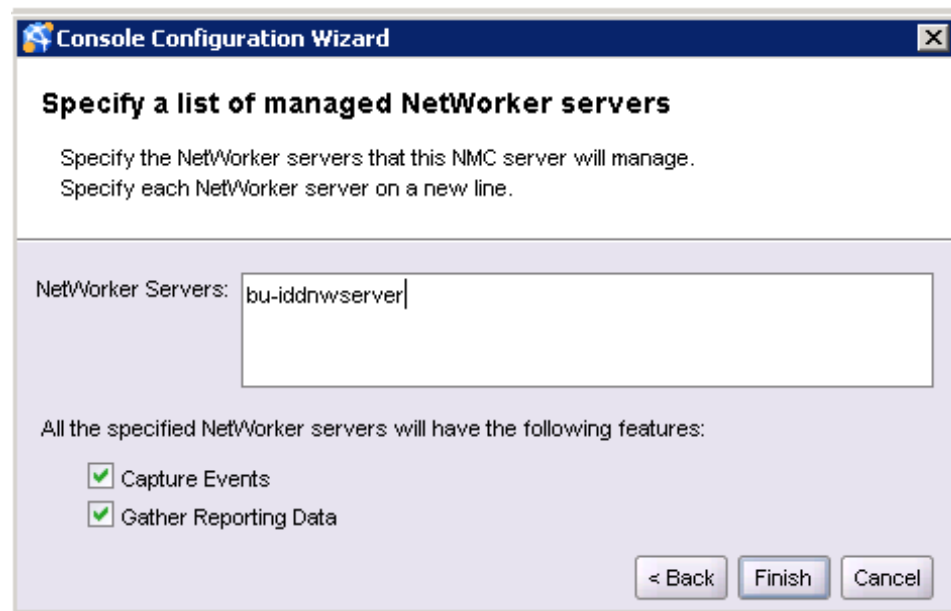 Console Configuration Wizard
Specify a list of managed NetWorker servers
Specify the NetWorker servers that this NMC server will manage.
Specify each NetWorker server on a new line.
NetWorker Servers: bu-iddnwserver
All the specified NetWorker servers will have the following features:
Capture Events
Gather Reporting Data
< Back Finish Cancel